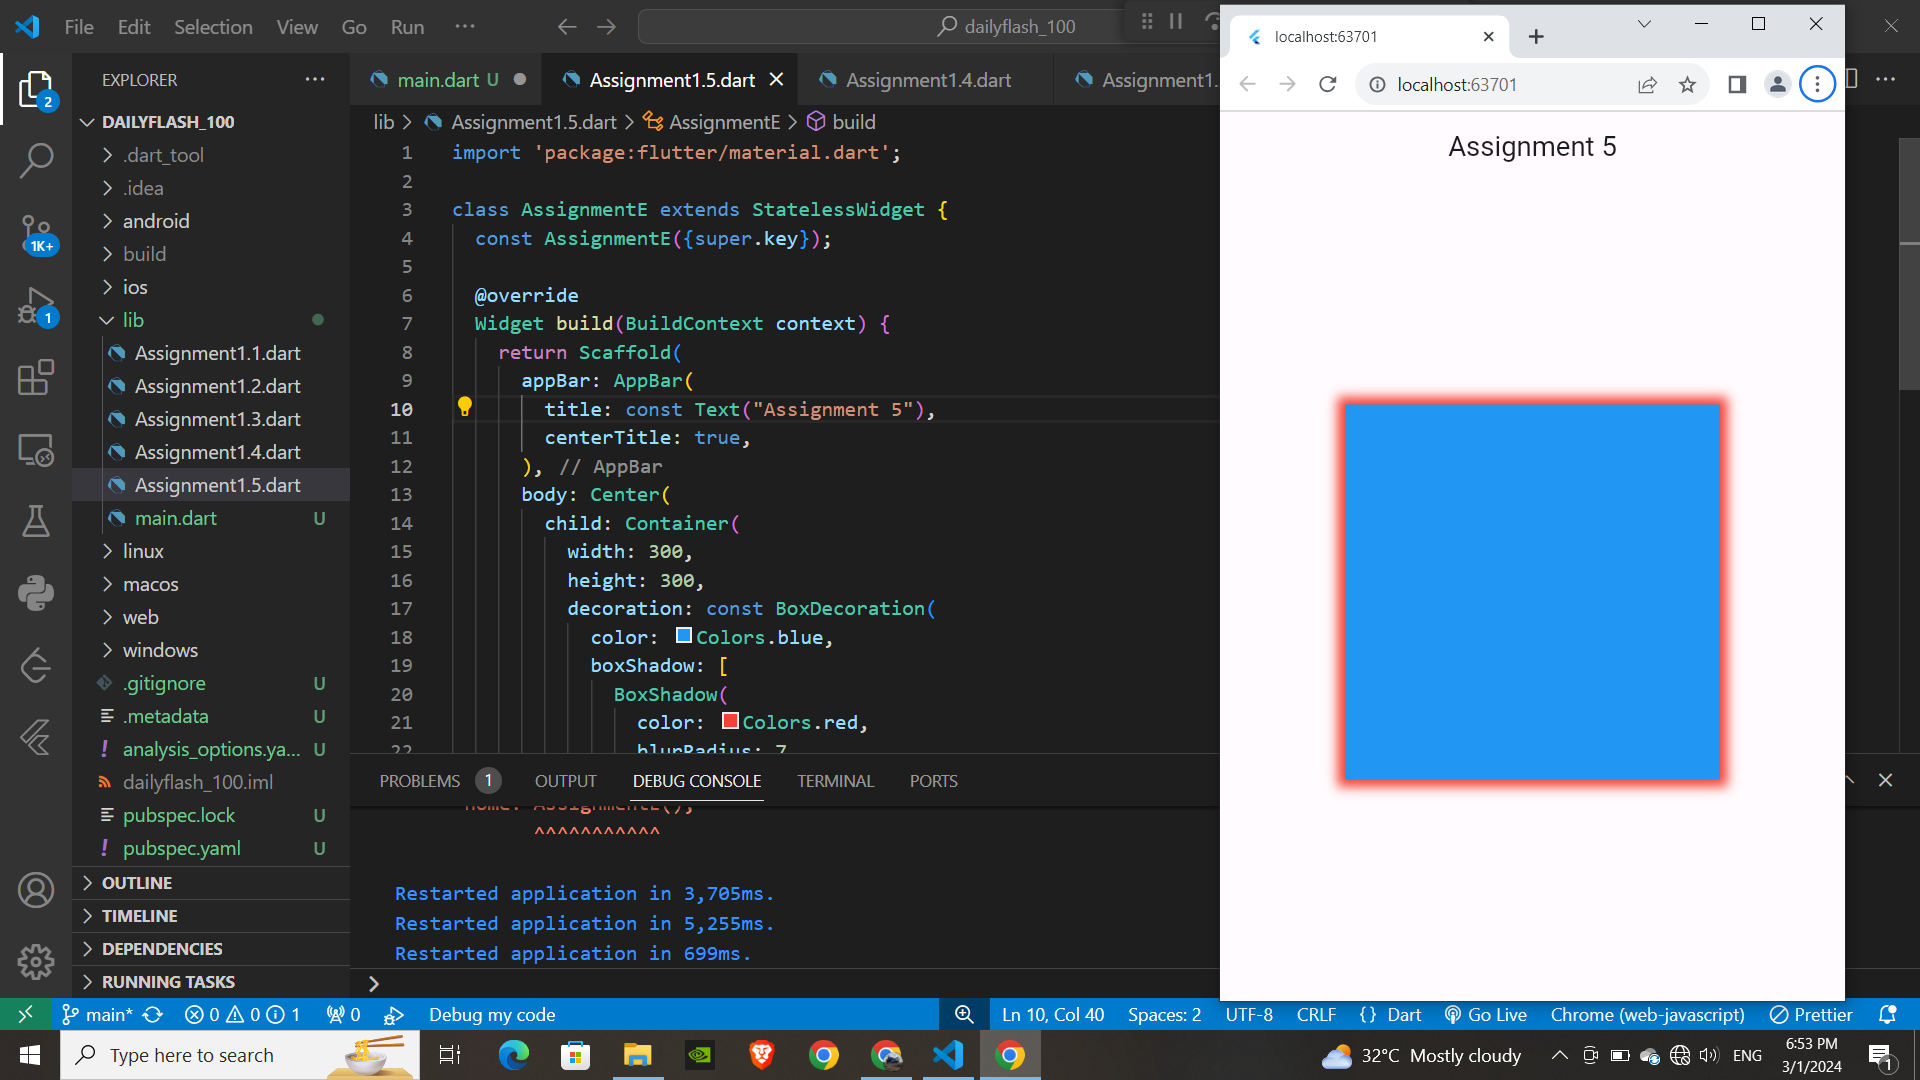 File Edit Selection View Go Run ··· dailyflash_100
EXPLORER ···
DAILYFLASH_100
.dart_tool
.idea
android
build
ios
lib
Assignment1.1.dart
Assignment1.2.dart
Assignment1.3.dart
Assignment1.4.dart
Assignment1.5.dart
main.dart U
linux
macos
web
windows
.gitignore U
.metadata U
analysis_options.ya... U
dailyflash_100.iml
pubspec.lock U
pubspec.yaml U
OUTLINE
TIMELINE
DEPENDENCIES
RUNNING TASKS
2
1K+
1
main.dart U Assignment1.5.dart Assignment1.4.dart Assignment1.
lib > Assignment1.5.dart > AssignmentE > build
1 import 'package:flutter/material.dart';
2
3 class AssignmentE extends StatelessWidget {
4 const AssignmentE({super.key});
5
6 @override
7 Widget build(BuildContext context) {
8 return Scaffold(
9 appBar: AppBar(
10 title: const Text("Assignment 5"),
11 centerTitle: true,
12 ), // AppBar
13 body: Center(
14 child: Container(
15 width: 300,
16 height: 300,
17 decoration: const BoxDecoration(
18 color: Colors.blue,
19 boxShadow: [
20 BoxShadow(
21 color: Colors.red,
22 blurRadius: 7
PROBLEMS 1 OUTPUT DEBUG CONSOLE TERMINAL PORTS
home: AssignmentE(),
^^^^^^^^^^^
Restarted application in 3,705ms.
Restarted application in 5,255ms.
Restarted application in 699ms.
>
localhost:63701
localhost:63701
Assignment 5
main* 0 0 1 0 Debug my code Ln 10, Col 40 Spaces: 2 UTF-8 CRLF {} Dart Go Live Chrome (web-javascript) Prettier
Type here to search 32°C Mostly cloudy ENG 6:53 PM
3/1/2024 1